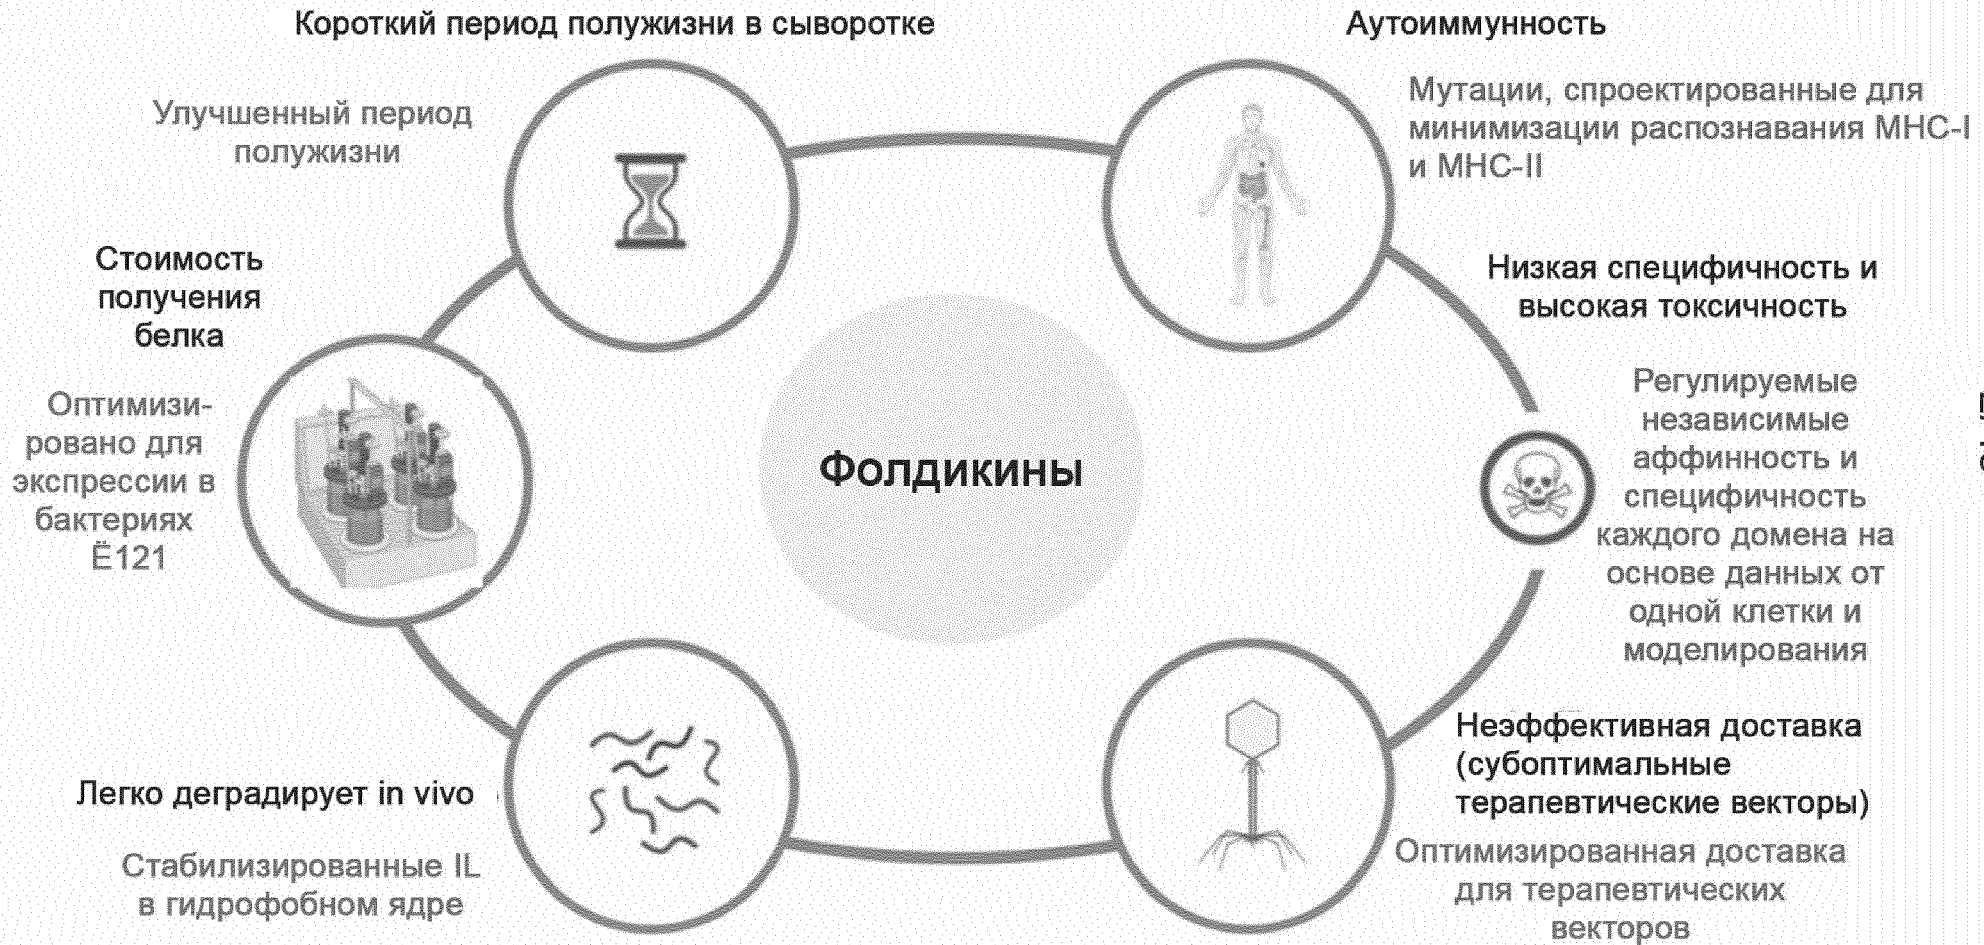 Короткий период полужизни в сыворотке
Улучшенный период
полужизни
Аутоиммунность
Мутации, спроектированные для
минимизации распознавания MHC-I
и MHC-II
Низкая специфичность и
высокая токсичность
Регулируемые
независимые
аффинность и
специфичность
каждого домена на
основе данных от
одной клетки и
моделирования
Стоимость
получения
белка
Оптимизи-
ровано для
экспрессии в
бактериях
Ё121
Фолдикины
Легко деградирует in vivo
Стабилизированные IL
в гидрофобном ядре
Неэффективная доставка
(субоптимальные
терапевтические векторы)
Оптимизированная доставка
для терапевтических
векторов